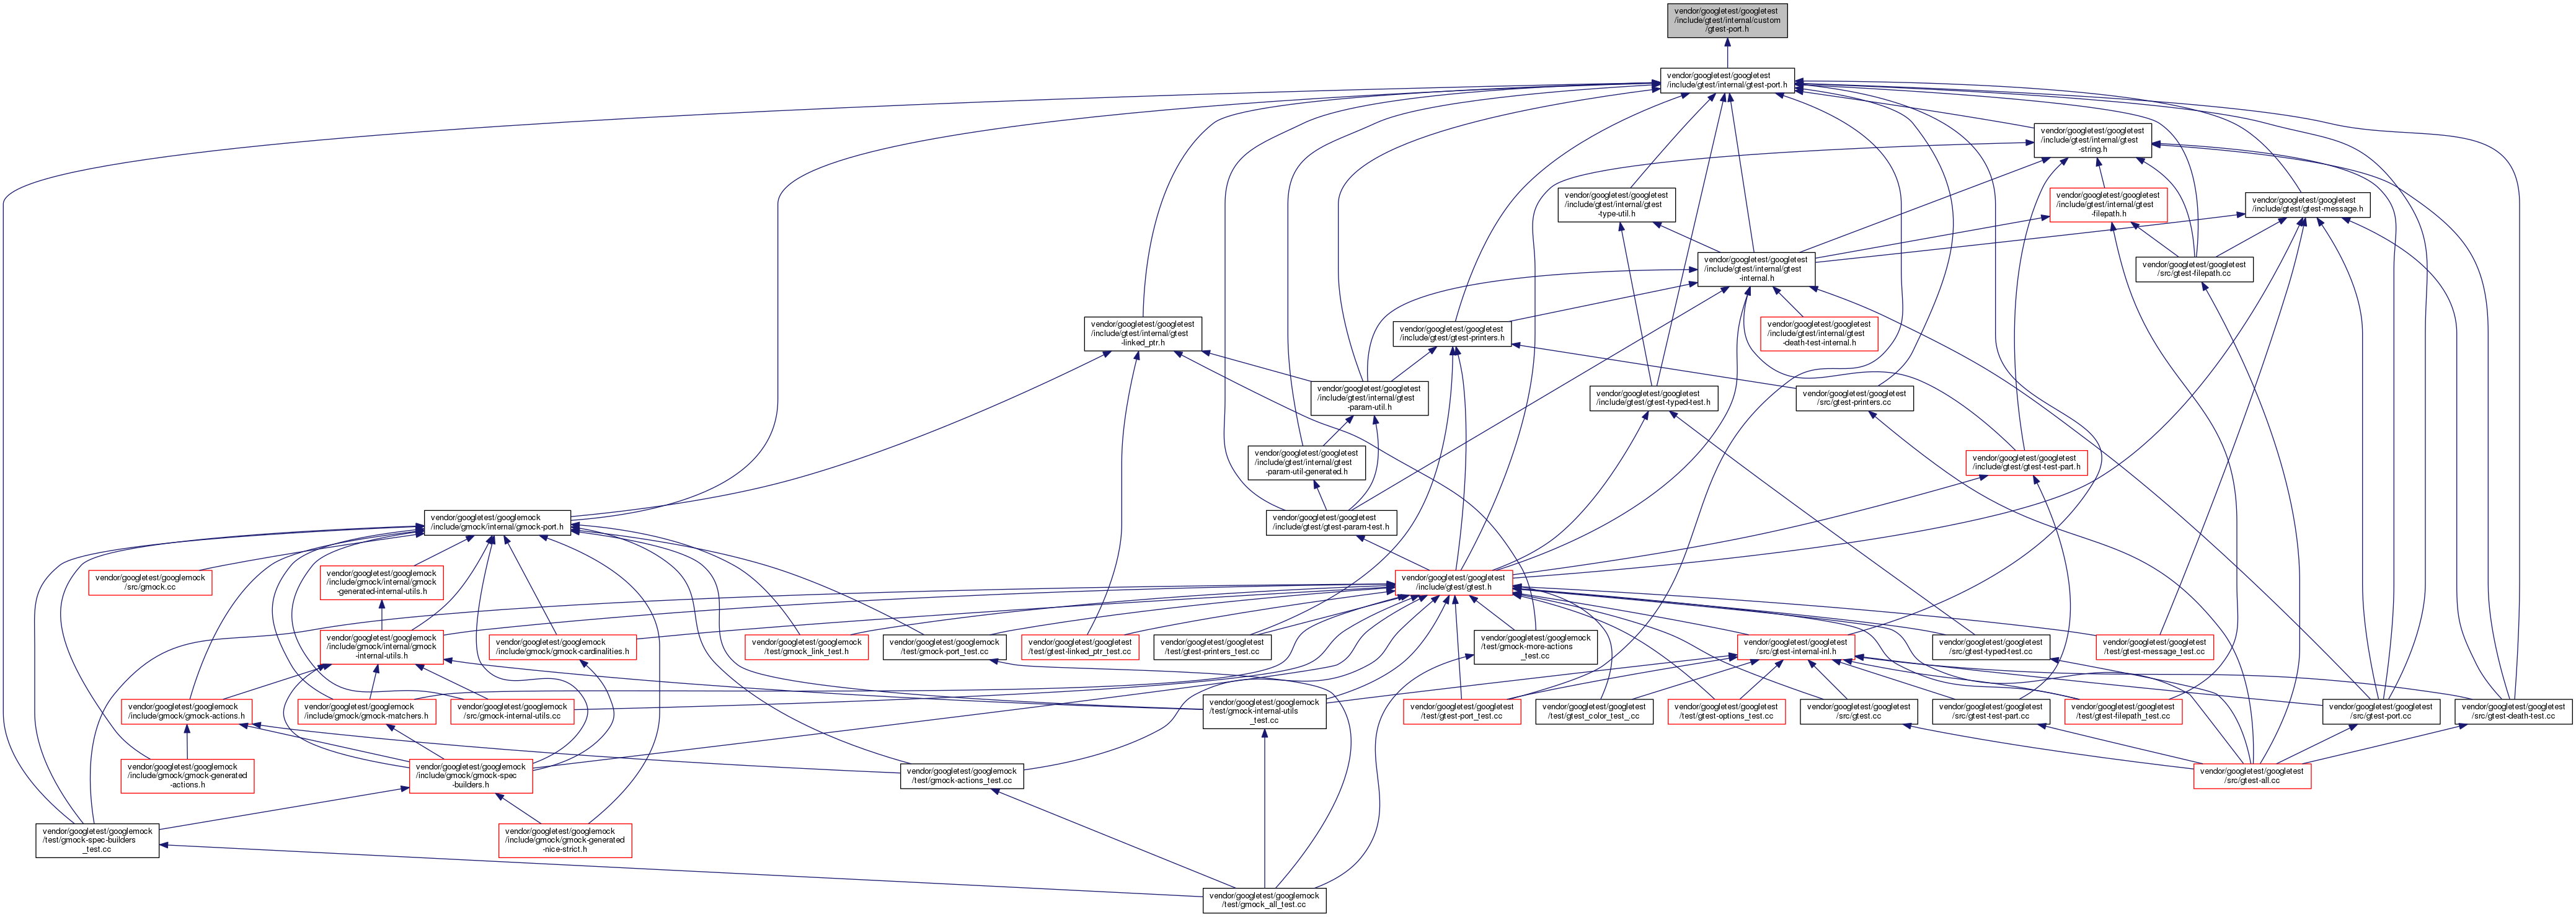 vendor/googletest/googletest
/include/gtest/internal/custom
/gtest-port.h
vendor/googletest/googletest
/include/gtest/internal/gtest-port.h
vendor/googletest/googletest
/include/gtest/internal/gtest
-string.h
vendor/googletest/googletest
/include/gtest/internal/gtest
-type-util.h
vendor/googletest/googletest
/include/gtest/internal/gtest
-filepath.h
vendor/googletest/googletest
/include/gtest/gtest-message.h
vendor/googletest/googletest
/include/gtest/internal/gtest
-internal.h
vendor/googletest/googletest
/src/gtest-filepath.cc
vendor/googletest/googletest
/include/gtest/internal/gtest
-linked_ptr.h
vendor/googletest/googletest
/include/gtest/gtest-printers.h
vendor/googletest/googletest
/include/gtest/internal/gtest
-death-test-internal.h
vendor/googletest/googletest
/include/gtest/internal/gtest
-param-util.h
vendor/googletest/googletest
/include/gtest/gtest-typed-test.h
vendor/googletest/googletest
/src/gtest-printers.cc
vendor/googletest/googletest
/include/gtest/internal/gtest
-param-util-generated.h
vendor/googletest/googletest
/include/gtest/gtest-test-part.h
vendor/googletest/googlemock
/include/gmock/internal/gmock-port.h
vendor/googletest/googletest
/include/gtest/gtest-param-test.h
vendor/googletest/googlemock
/src/gmock.cc
vendor/googletest/googlemock
/include/gmock/internal/gmock
-generated-internal-utils.h
vendor/googletest/googletest
/include/gtest/gtest.h
vendor/googletest/googlemock
/include/gmock/internal/gmock
-internal-utils.h
vendor/googletest/googlemock
/include/gmock/gmock-cardinalities.h
vendor/googletest/googlemock
/test/gmock_link_test.h
vendor/googletest/googlemock
/test/gmock-port_test.cc
vendor/googletest/googletest
/test/gtest-linked_ptr_test.cc
vendor/googletest/googletest
/test/gtest-printers_test.cc
vendor/googletest/googlemock
/test/gmock-more-actions
_test.cc
vendor/googletest/googletest
/src/gtest-internal-inl.h
vendor/googletest/googletest
/src/gtest-typed-test.cc
vendor/googletest/googletest
/test/gtest-message_test.cc
vendor/googletest/googlemock
/include/gmock/gmock-actions.h
vendor/googletest/googlemock
/include/gmock/gmock-matchers.h
vendor/googletest/googlemock
/src/gmock-internal-utils.cc
vendor/googletest/googlemock
/test/gmock-internal-utils
_test.cc
vendor/googletest/googletest
/test/gtest-port_test.cc
vendor/googletest/googletest
/test/gtest_color_test_.cc
vendor/googletest/googletest
/test/gtest-options_test.cc
vendor/googletest/googletest
/src/gtest.cc
vendor/googletest/googletest
/src/gtest-test-part.cc
vendor/googletest/googletest
/test/gtest-filepath_test.cc
vendor/googletest/googletest
/src/gtest-port.cc
vendor/googletest/googletest
/src/gtest-death-test.cc
vendor/googletest/googlemock
/include/gmock/gmock-generated
-actions.h
vendor/googletest/googlemock
/include/gmock/gmock-spec
-builders.h
vendor/googletest/googlemock
/test/gmock-actions_test.cc
vendor/googletest/googletest
/src/gtest-all.cc
vendor/googletest/googlemock
/test/gmock-spec-builders
_test.cc
vendor/googletest/googlemock
/include/gmock/gmock-generated
-nice-strict.h
vendor/googletest/googlemock
/test/gmock_all_test.cc